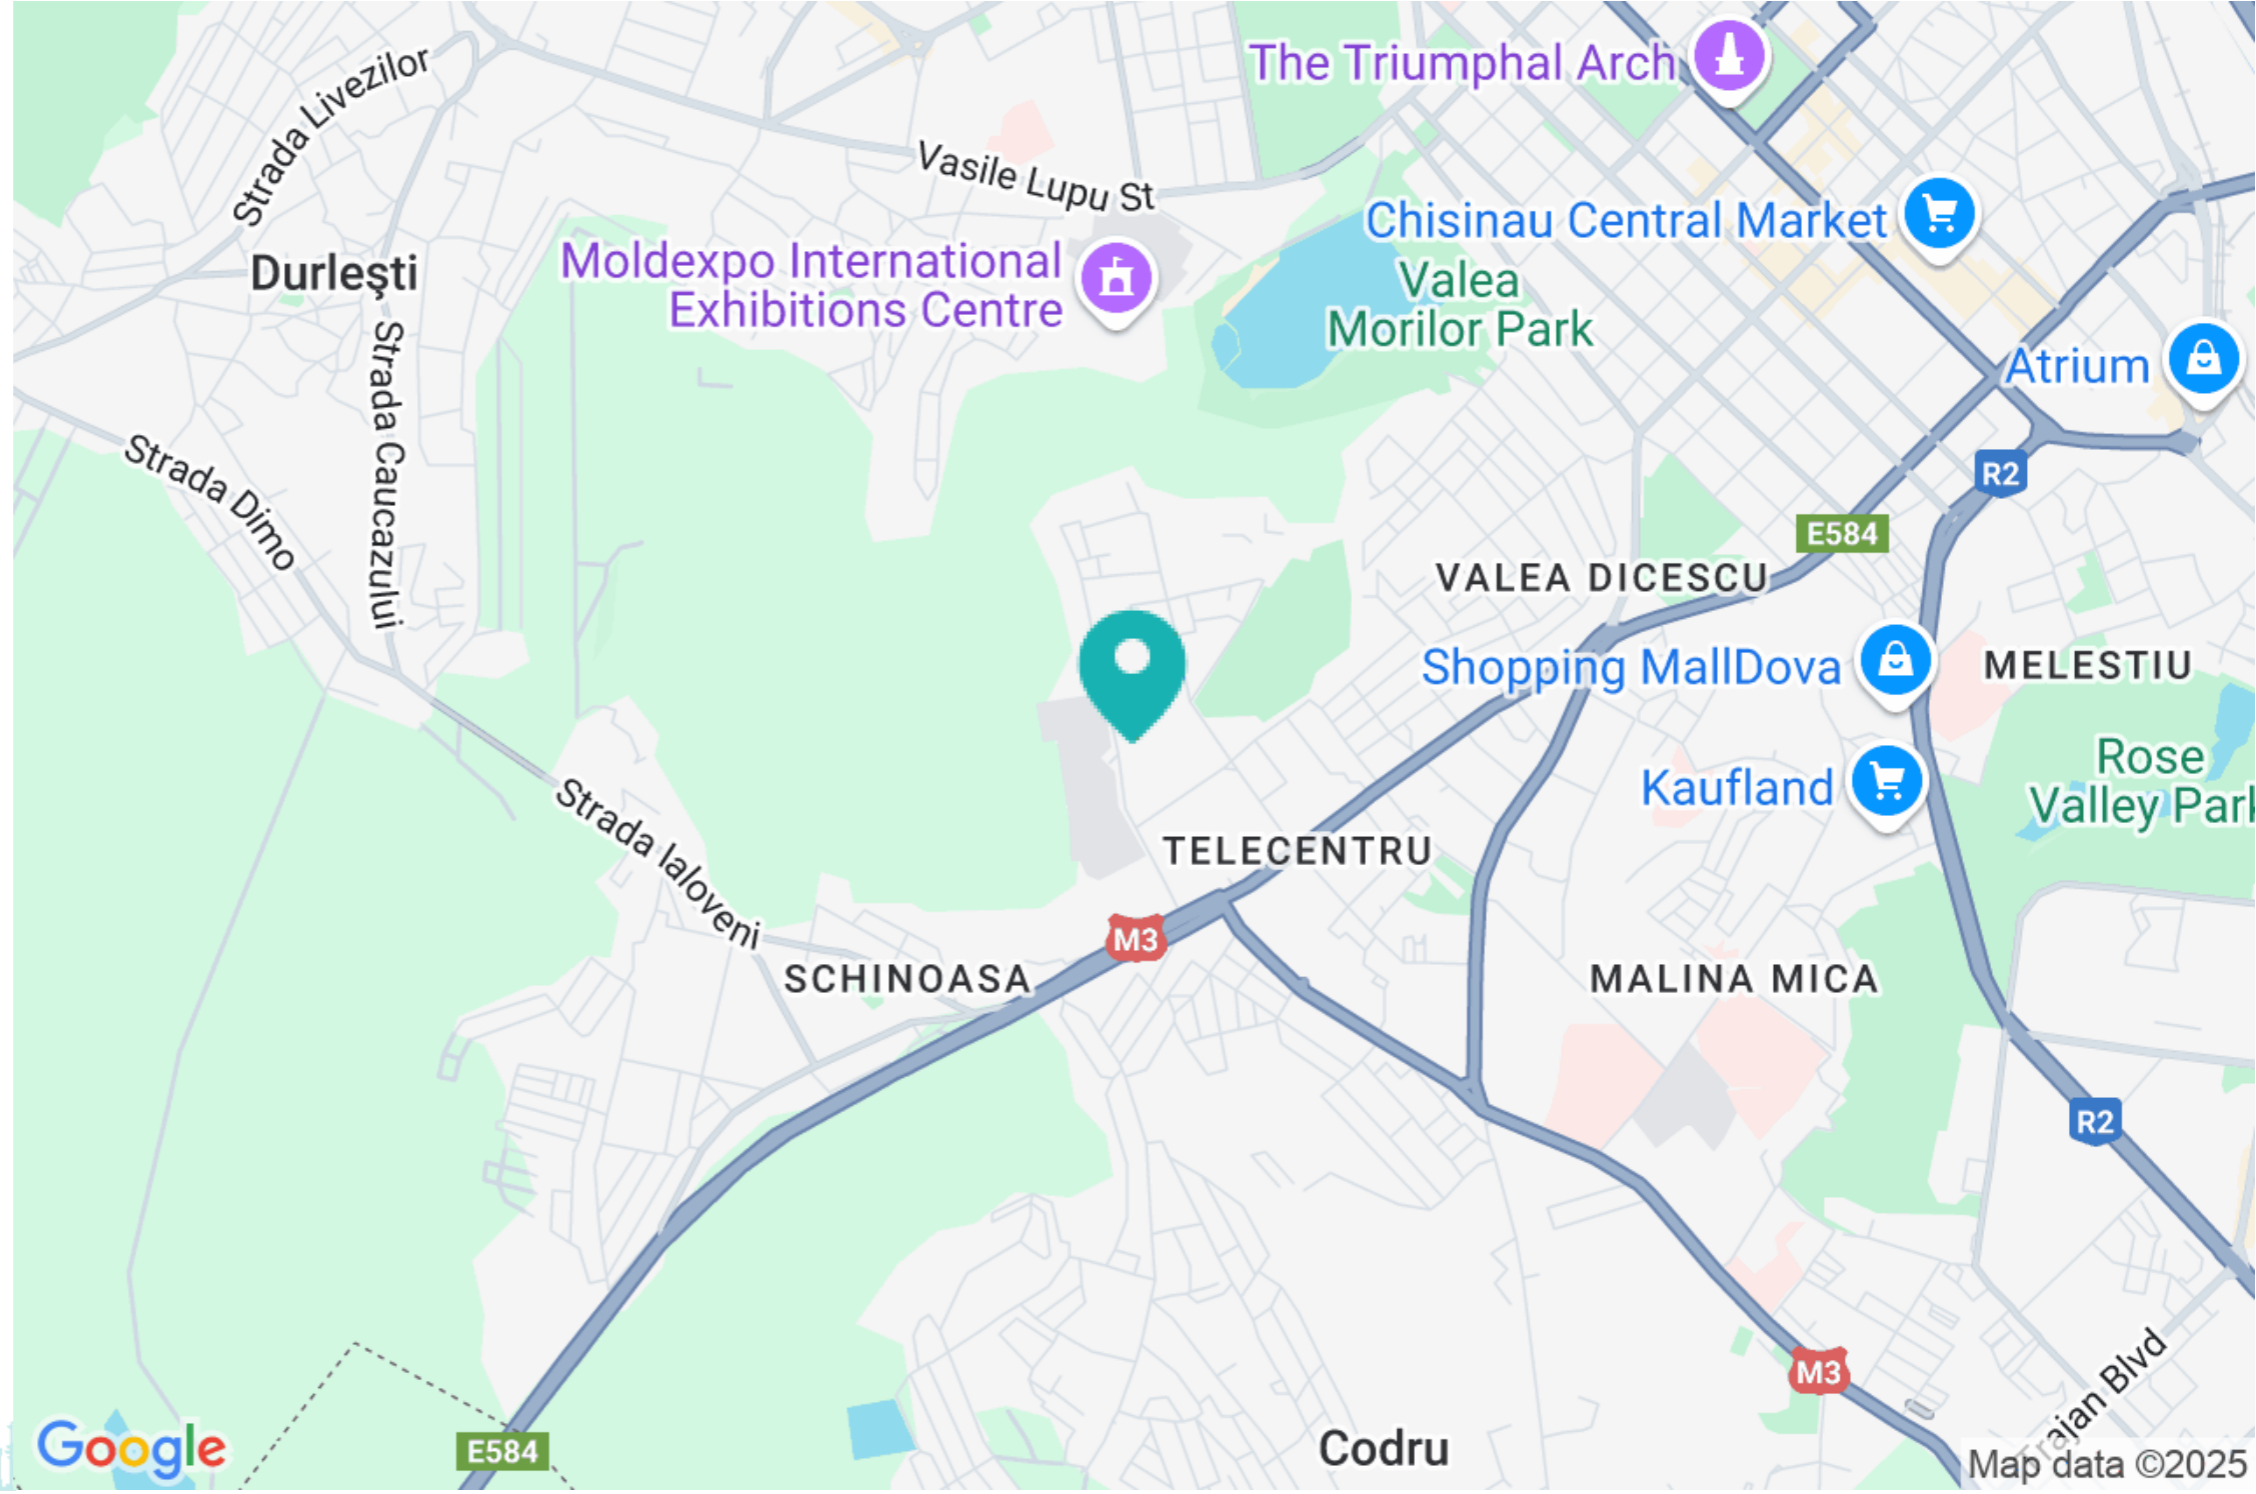 The Triumphal Arch
Strada Livezilor
Vasile Lupu St
Chisinau Central Market
Durleşti
Moldexpo International
Exhibitions Centre
Valea
Morilor Park
Atrium
Strada Caucazului
Strada Dimo
R2
E584
VALEA DICESCU
Shopping MallDova
MELESTIU
Rose
Valley Park
Kaufland
Strada Ialoveni
TELECENTRU
M3
SCHINOASA
MALINA MICA
R2
M3
Trajan Blvd
Codru
Google
E584
Map data ©2025